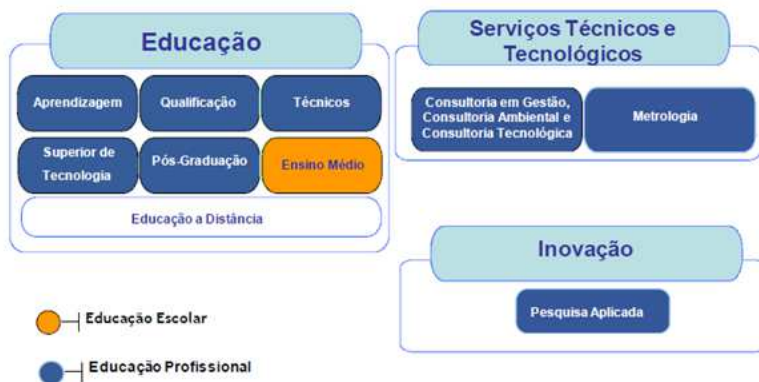 Educação
Aprendizagem
Qualificação
Técnicos
Superior de
Tecnologia
Pós-Graduação
Ensino Médio
Educação a Distância
Educação Escolar
Educação Profissional
Serviços Técnicos e
Tecnológicos
Consultoria em Gestão,
Consultoria Ambiental e
Consultoria Tecnológica
Metrologia
Inovação
Pesquisa Aplicada